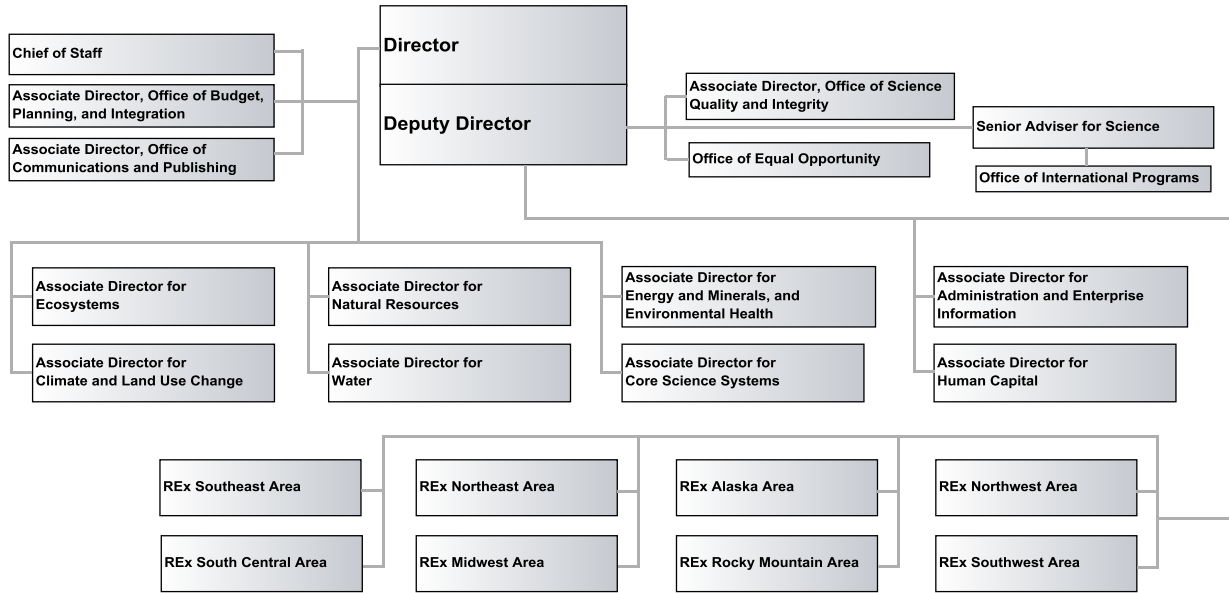 Director
Deputy Director
Chief of Staff
Associate Director, Office of Budget,
Planning, and Integration
Associate Director, Office of
Communications and Publishing
Associate Director, Office of Science
Quality and Integrity
Office of Equal Opportunity
Senior Adviser for Science
Office of International Programs
Associate Director for
Ecosystems
Associate Director for
Natural Resources
Associate Director for
Energy and Minerals, and
Environmental Health
Associate Director for
Administration and Enterprise
Information
Associate Director for
Climate and Land Use Change
Associate Director for
Water
Associate Director for
Core Science Systems
Associate Director for
Human Capital
REx Southeast Area
REx Northeast Area
REx Alaska Area
REx Northwest Area
REx South Central Area
REx Midwest Area
REx Rocky Mountain Area
REx Southwest Area